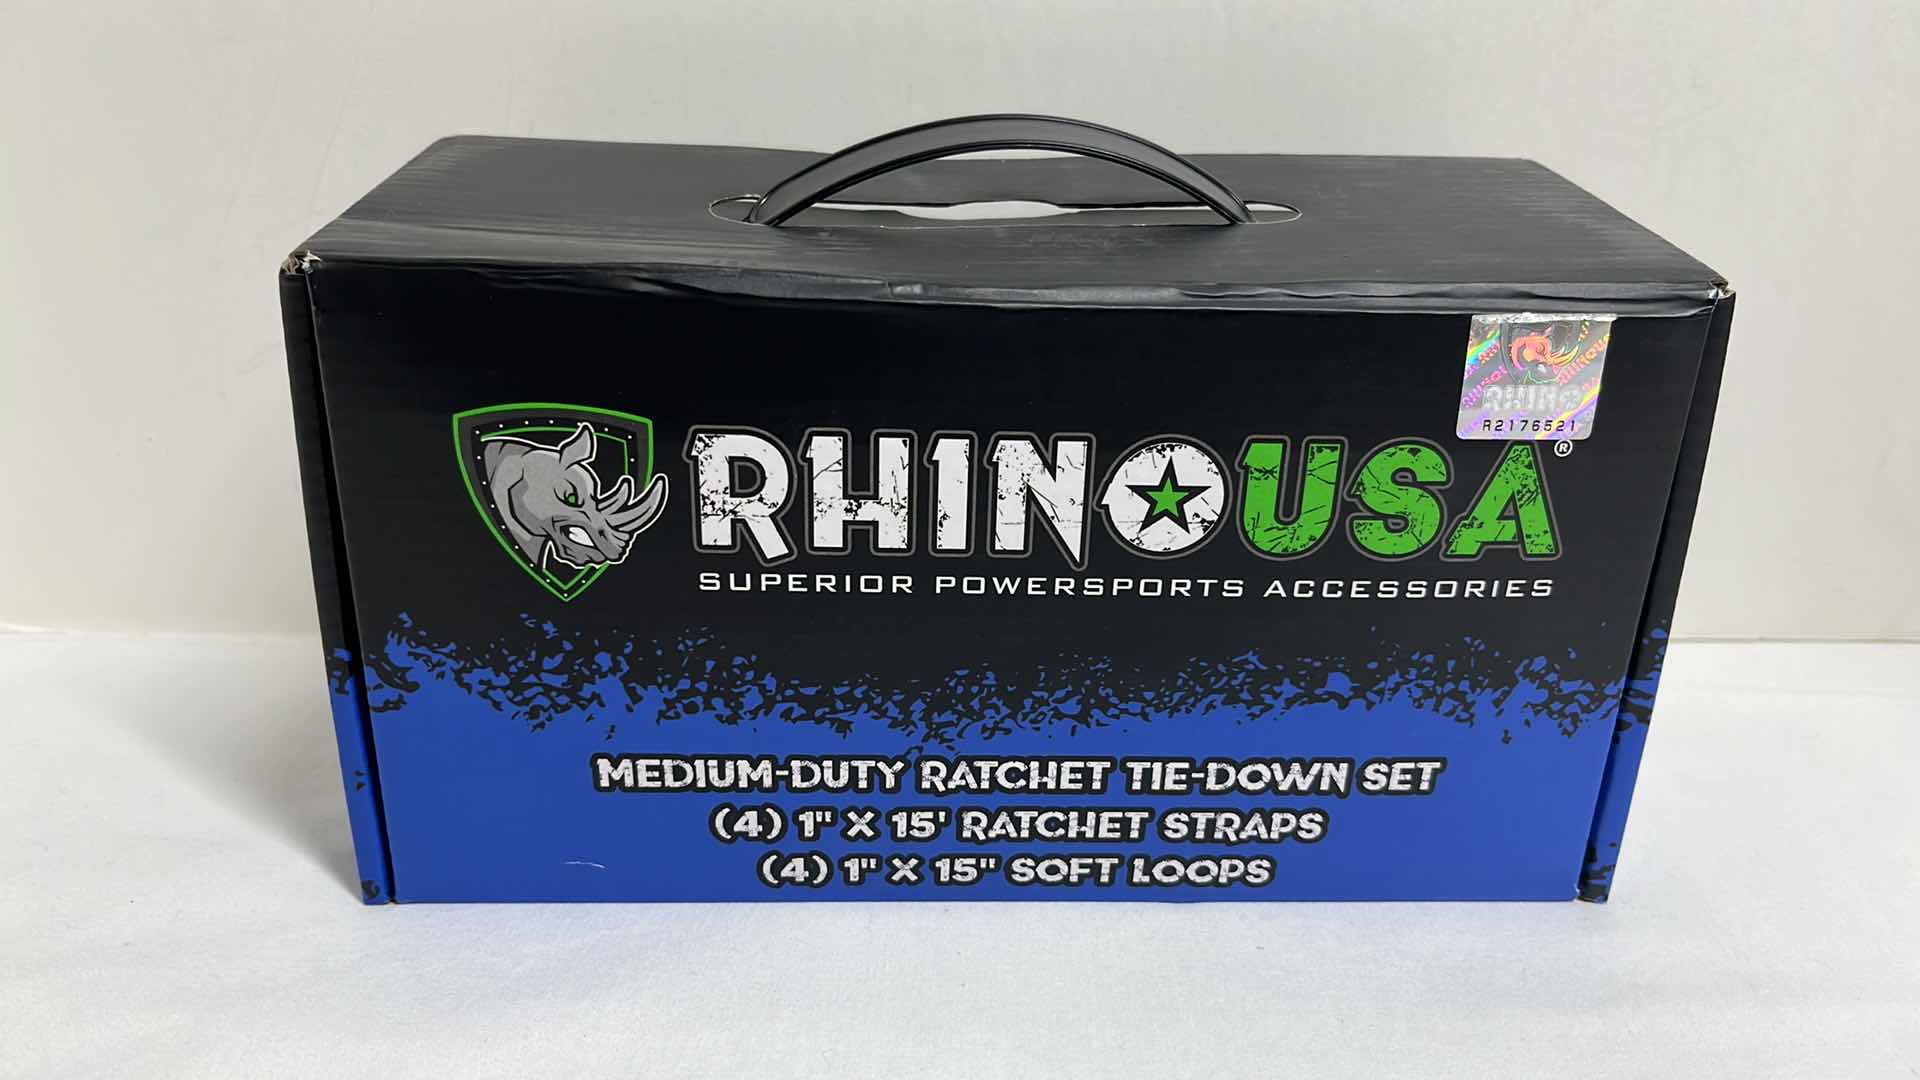 RHINO
R2176521
RHINOUSA®
SUPERIOR POWERSPORTS ACCESSORIES
MEDIUM-DUTY RATCHET TIE-DOWN SET
(4) 1" X 15' RATCHET STRAPS
(4) 1" X 15" SOFT LOOPS